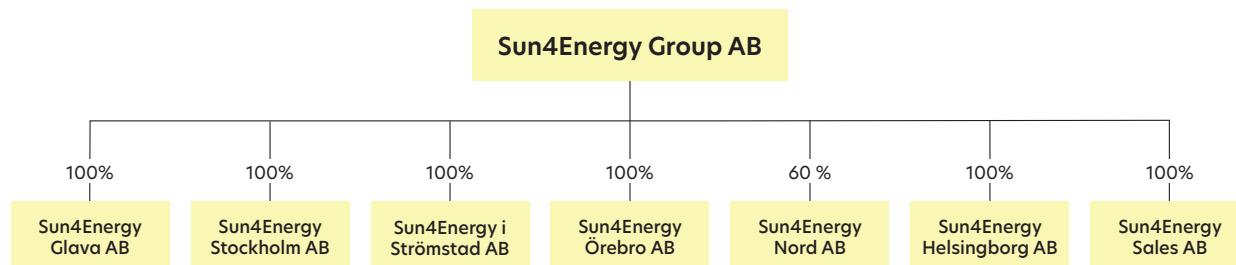 Sun4Energy Group AB
100%
100%
100%
100%
60 %
100%
100%
Sun4Energy
Glava AB
Sun4Energy
Stockholm AB
Sun4Energy i
Strömstad AB
Sun4Energy
Örebro AB
Sun4Energy
Nord AB
Sun4Energy
Helsingborg AB
Sun4Energy
Sales AB